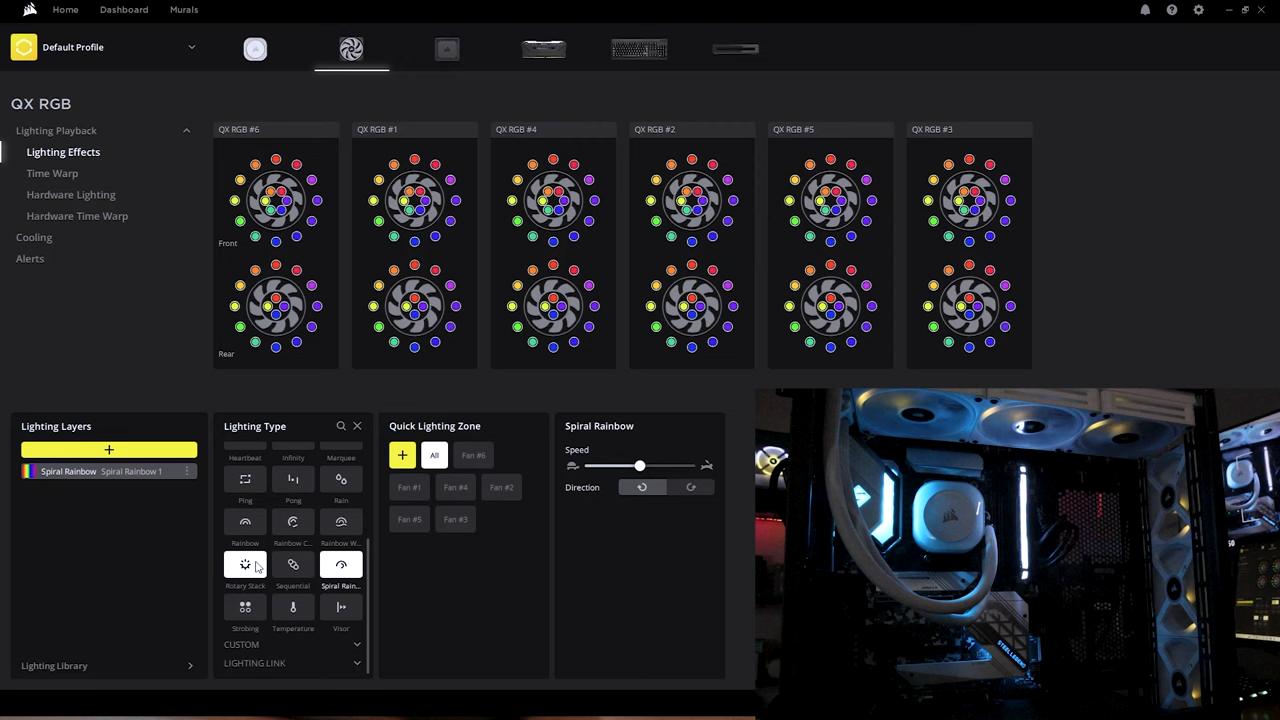 Home Dashboard Murals
Default Profile
QX RGB
Lighting Playback
Lighting Effects
Time Warp
Hardware Lighting
Hardware Time Warp
Cooling
Alerts
QX RGB #6 QX RGB #1 QX RGB #4 QX RGB #2 QX RGB #5 QX RGB #3
Front
Rear
Lighting Layers
+
Spiral Rainbow Spiral Rainbow 1
Lighting Library
Lighting Type
Heartbeat Infinity Marquee
Ping Pong Rain
Rainbow Rainbow C... Rainbow W...
Rotary Stack Sequential Spiral Rain...
Strobing Temperature Visor
CUSTOM
LIGHTING LINK
Quick Lighting Zone
+ All Fan #6
Fan #1 Fan #4 Fan #2
Fan #5 Fan #3
Spiral Rainbow
Speed
Direction
STEEL LEGEND